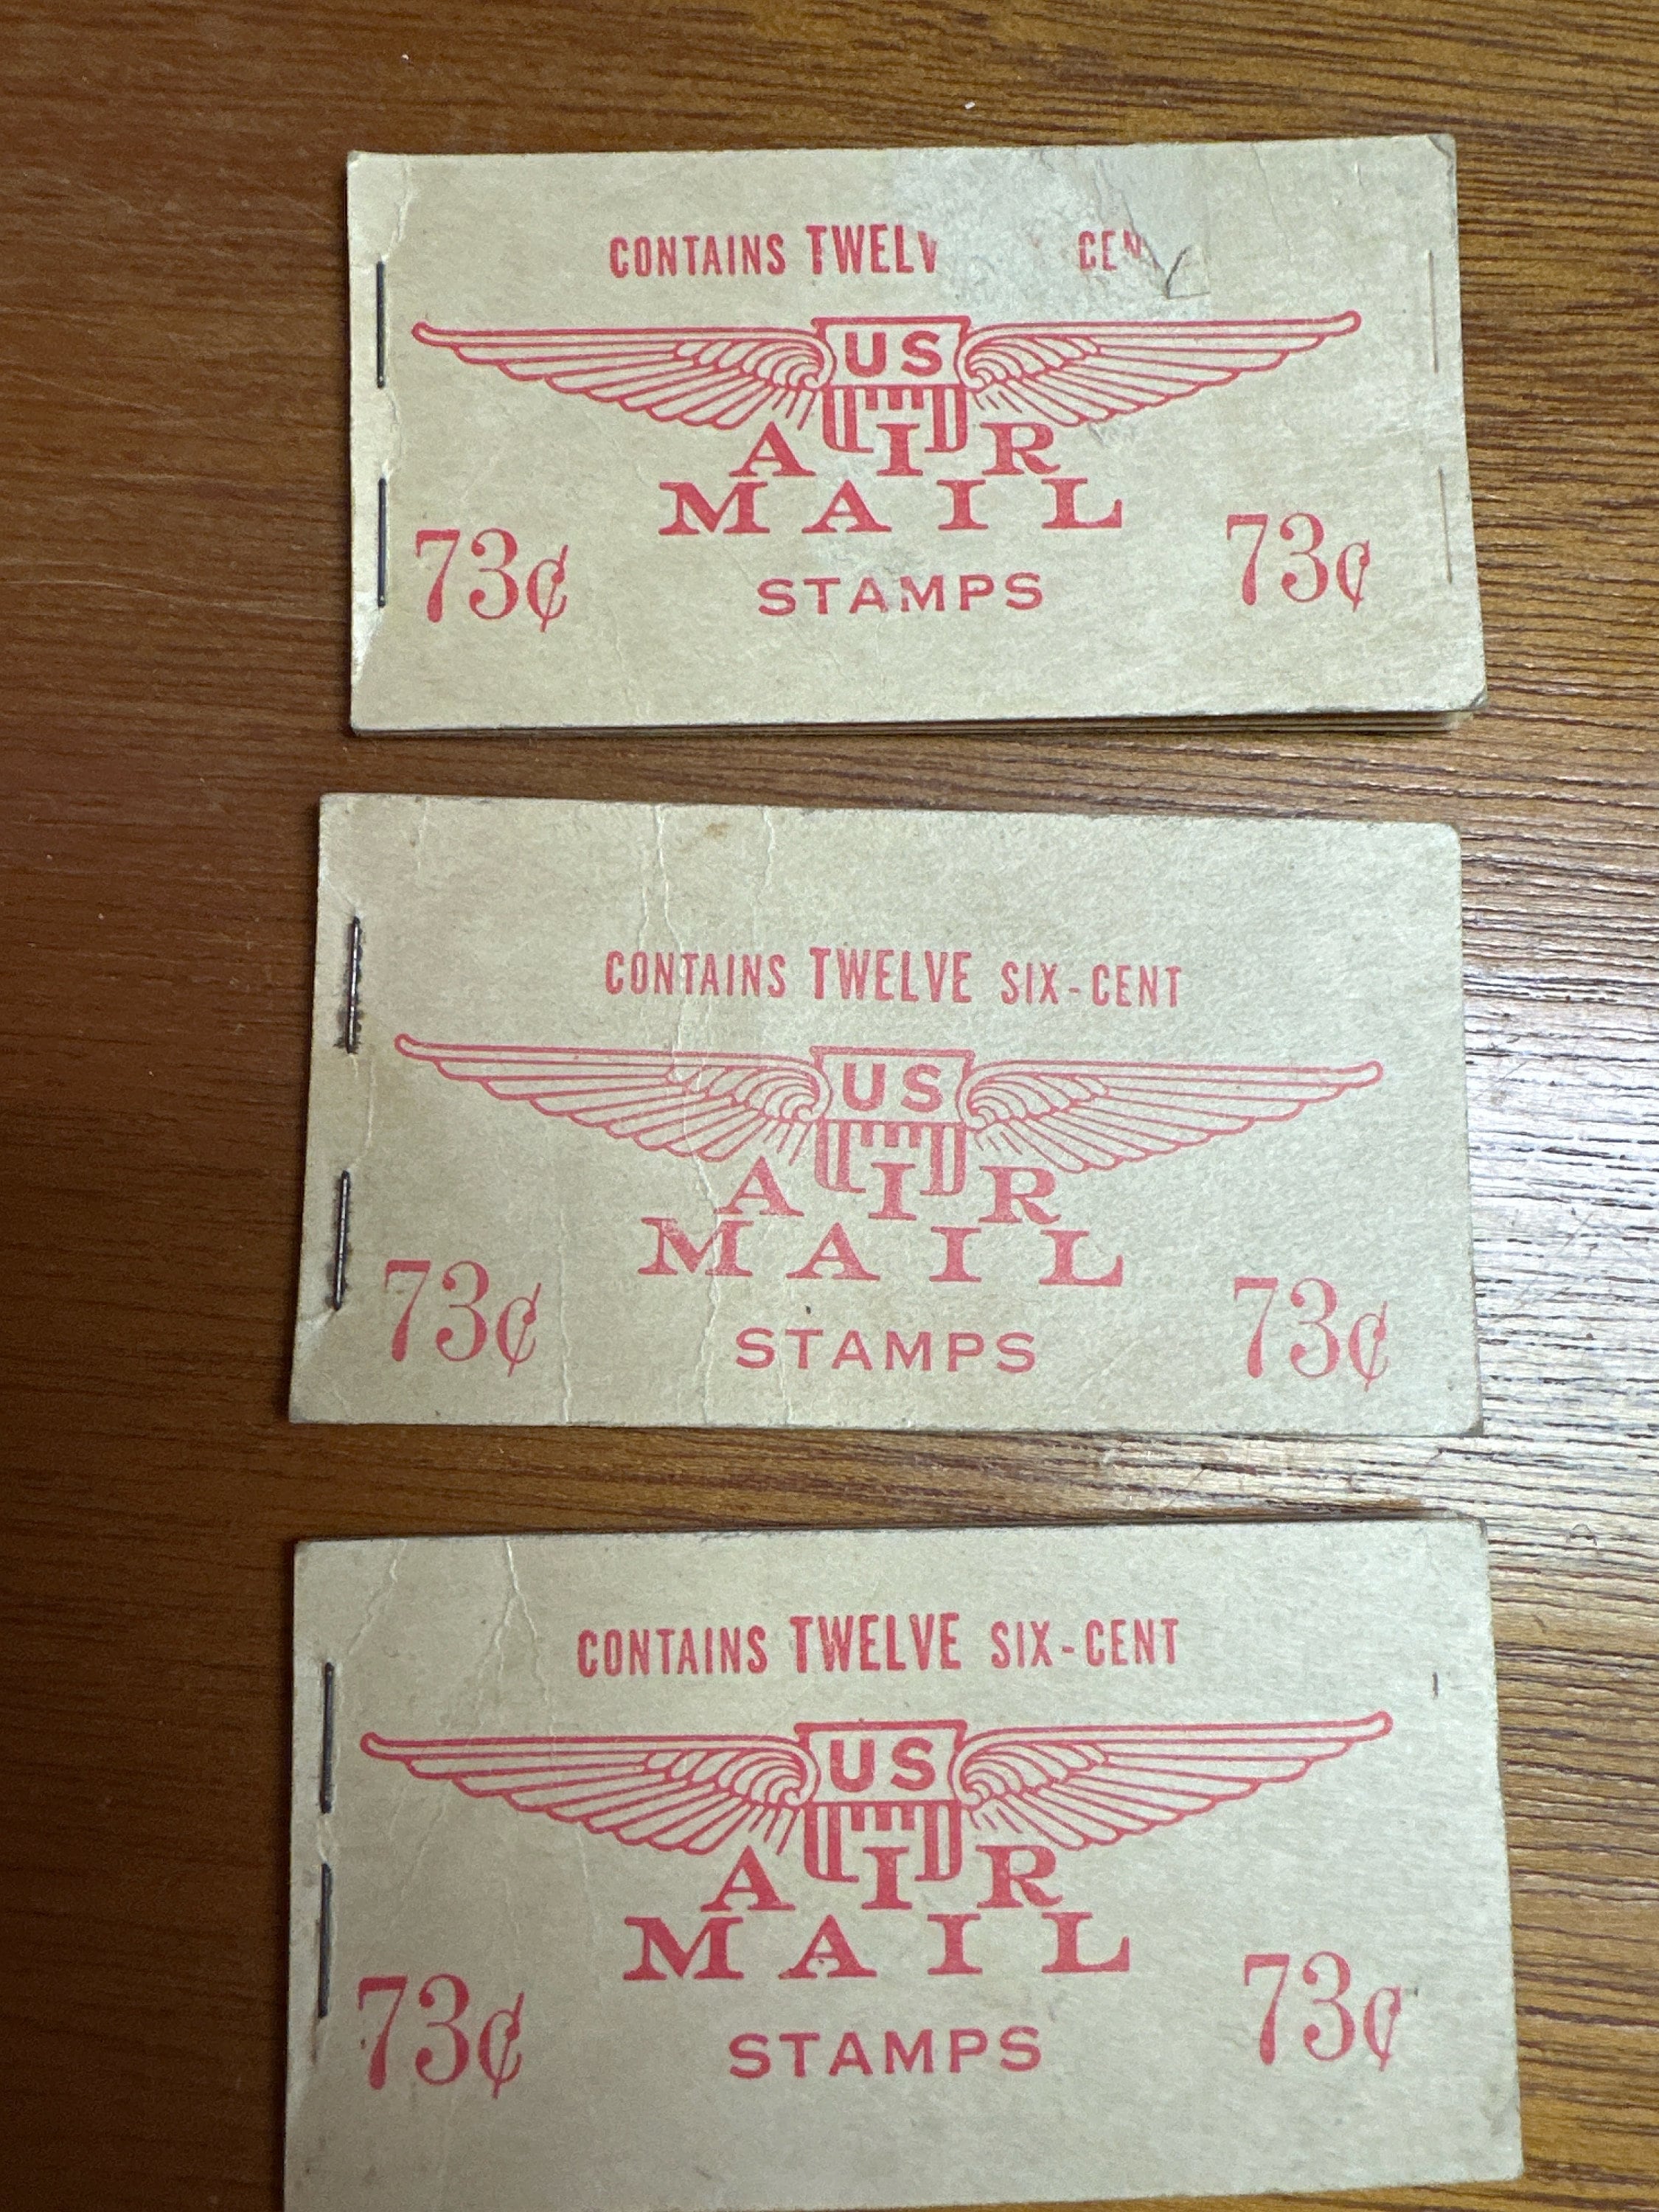 CONTAINS TWELV CEN
US
AIR
MAIL
73¢ 73¢
STAMPS
CONTAINS TWELVE SIX-CENT
US
AIR
MAIL
73¢ 73¢
STAMPS
CONTAINS TWELVE SIX-CENT
US
AIR
MAIL
73¢ 73¢
STAMPS